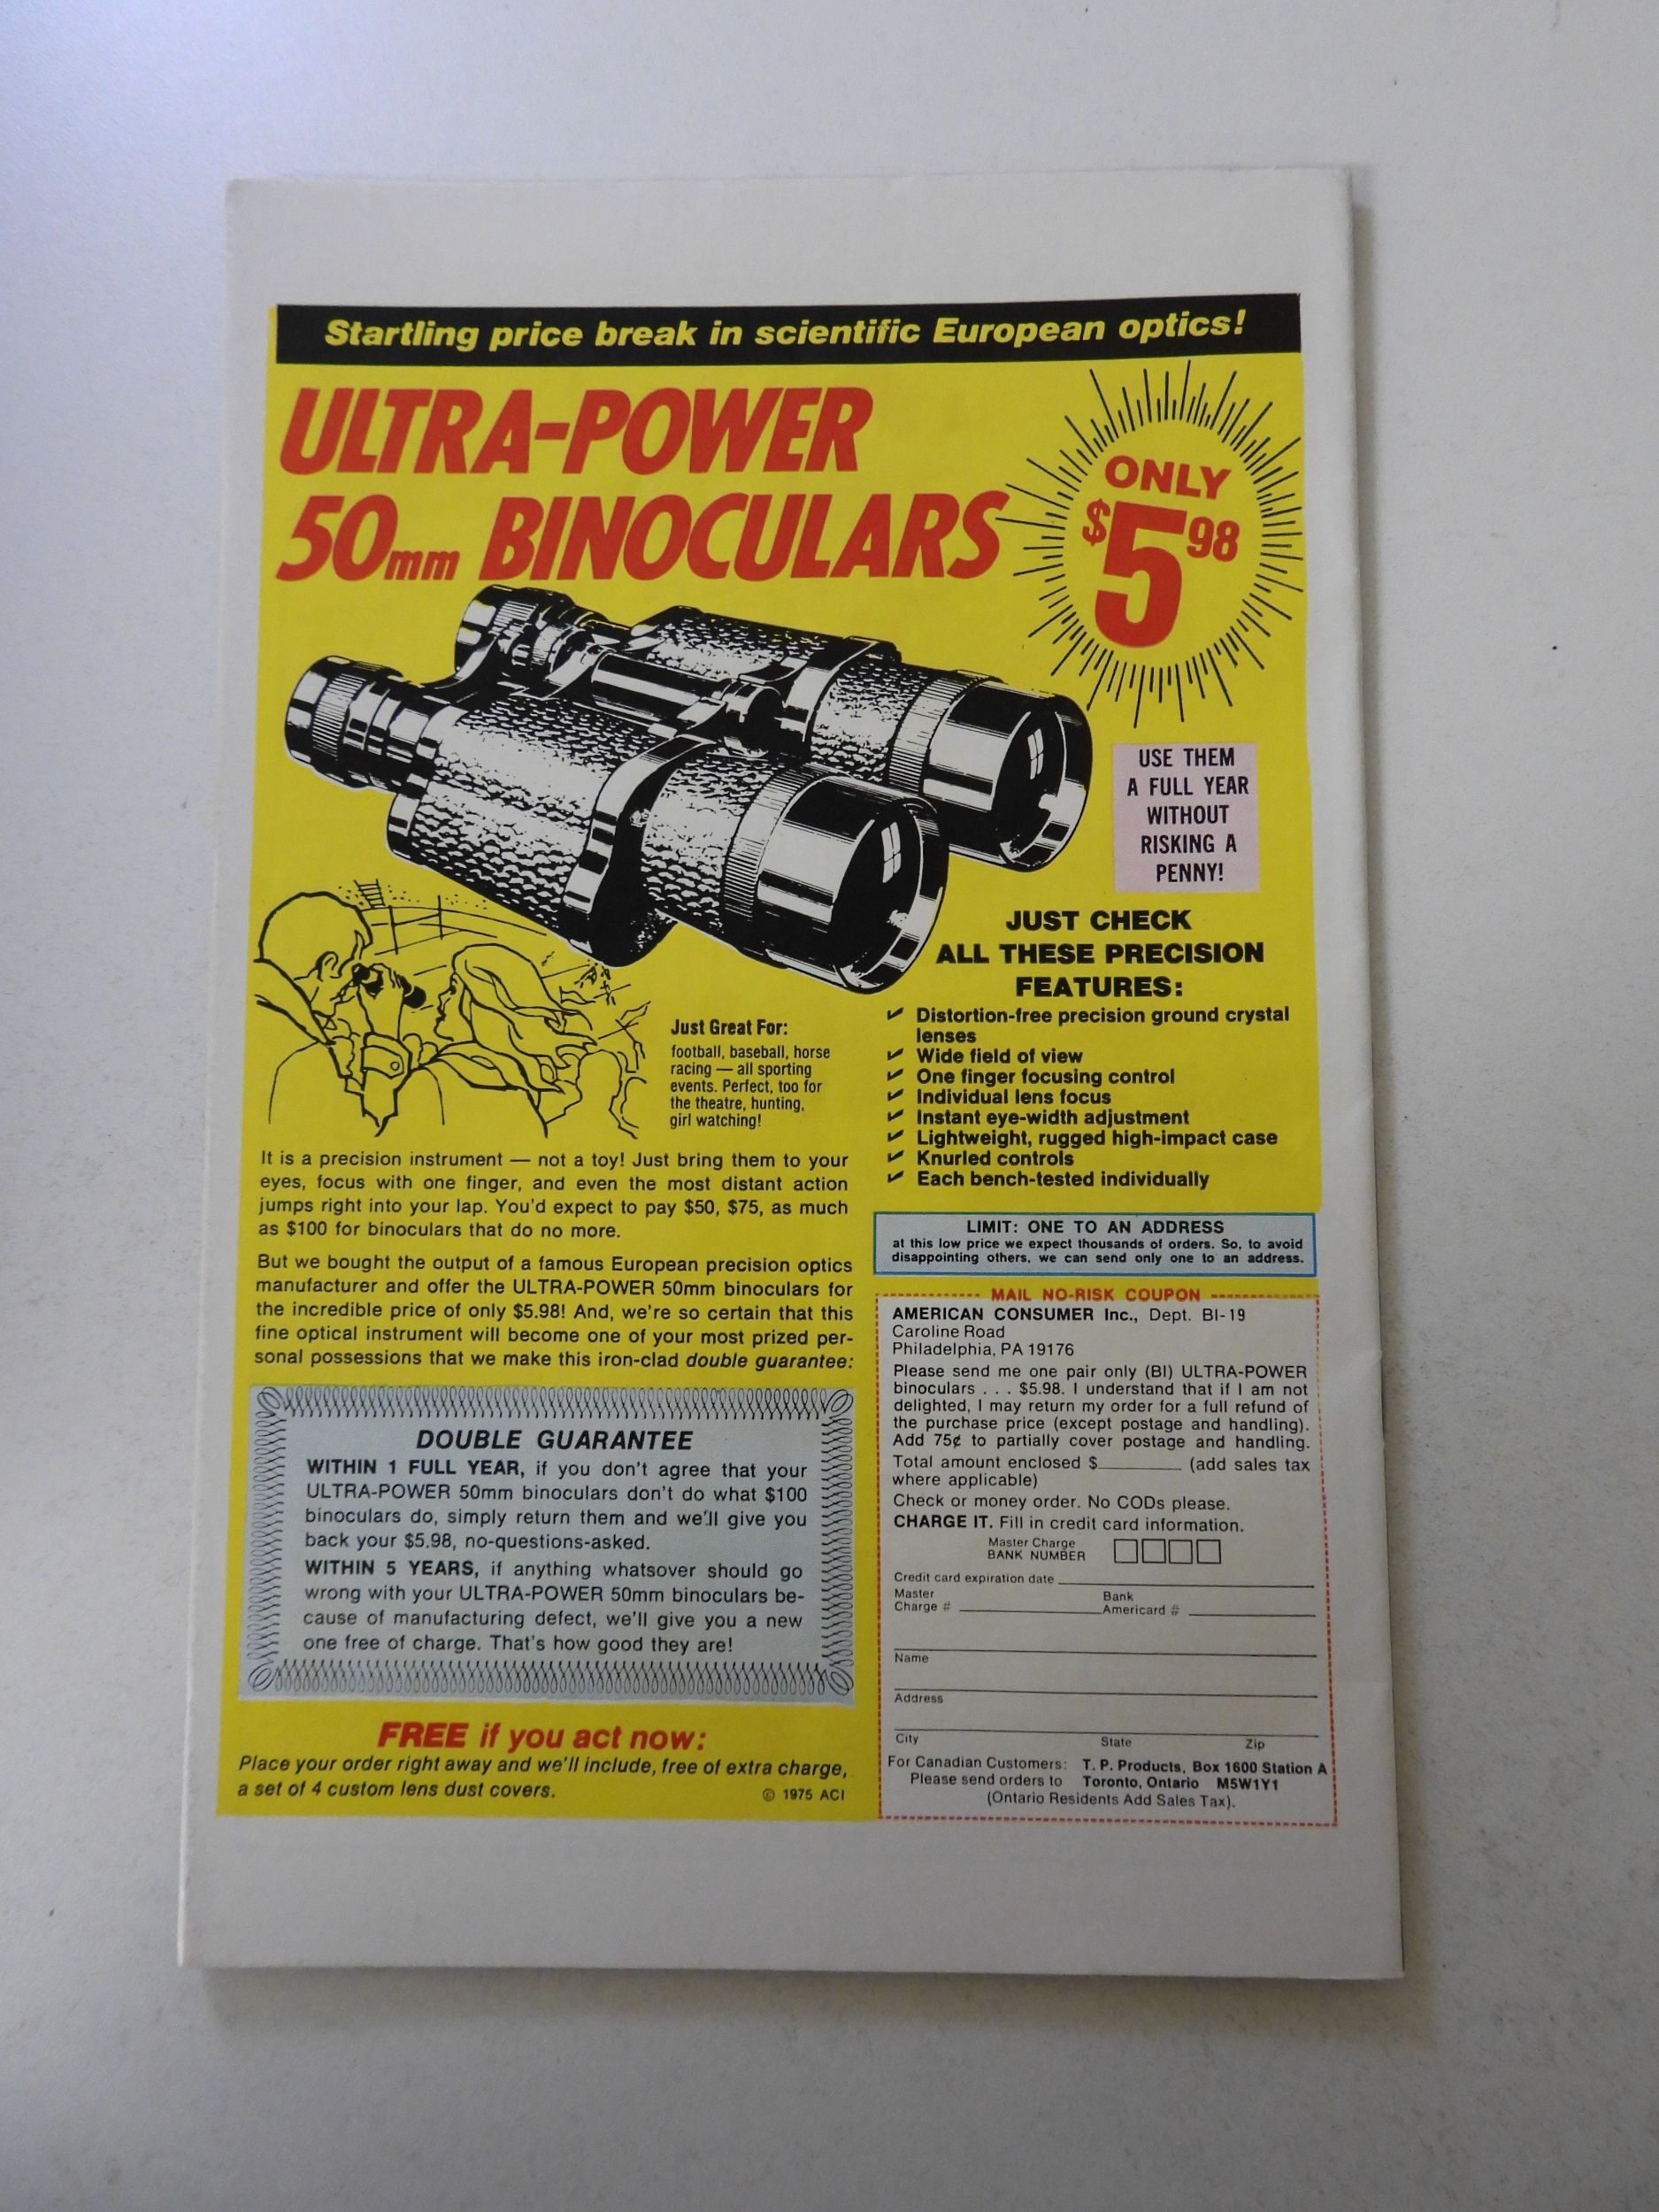 Startling price break in scientific European optics!
ULTRA-POWER
50mm BINOCULARS
ONLY
$5 98
USE THEM
A FULL YEAR
WITHOUT
RISKING A
PENNY!
JUST CHECK
ALL THESE PRECISION
FEATURES:
✓ Distortion-free precision ground crystal
lenses
✓ Wide field of view
✓ One finger focusing control
✓ Individual lens focus
✓ Instant eye-width adjustment
✓ Lightweight, rugged high-impact case
✓ Knurled controls
✓ Each bench-tested individually
Just Great For:
football, baseball, horse
racing — all sporting
events. Perfect, too for
the theatre, hunting,
girl watching!
It is a precision instrument — not a toy! Just bring them to your
eyes, focus with one finger, and even the most distant action
jumps right into your lap. You'd expect to pay $50, $75, as much
as $100 for binoculars that do no more.
But we bought the output of a famous European precision optics
manufacturer and offer the ULTRA-POWER 50mm binoculars for
the incredible price of only $5.98! And, we're so certain that this
fine optical instrument will become one of your most prized per-
sonal possessions that we make this iron-clad double guarantee:
DOUBLE GUARANTEE
WITHIN 1 FULL YEAR, if you don't agree that your
ULTRA-POWER 50mm binoculars don't do what $100
binoculars do, simply return them and we'll give you
back your $5.98, no-questions-asked.
WITHIN 5 YEARS, if anything whatsover should go
wrong with your ULTRA-POWER 50mm binoculars be-
cause of manufacturing defect, we'll give you a new
one free of charge. That's how good they are!
FREE if you act now:
Place your order right away and we'll include, free of extra charge,
a set of 4 custom lens dust covers.
© 1975 ACI
LIMIT: ONE TO AN ADDRESS
at this low price we expect thousands of orders. So, to avoid
disappointing others, we can send only one to an address.
MAIL NO-RISK COUPON
AMERICAN CONSUMER Inc., Dept. BI-19
Caroline Road
Philadelphia, PA 19176
Please send me one pair only (BI) ULTRA-POWER
binoculars . . . $5.98. I understand that if I am not
delighted, I may return my order for a full refund of
the purchase price (except postage and handling).
Add 75¢ to partially cover postage and handling.
Total amount enclosed $________ (add sales tax
where applicable)
Check or money order. No CODs please.
CHARGE IT. Fill in credit card information.
Master Charge
BANK NUMBER
Credit card expiration date
Master
Charge #
Bank
Americard #
Name
Address
City State Zip
For Canadian Customers: T. P. Products, Box 1600 Station A
Please send orders to Toronto, Ontario M5W1Y1
(Ontario Residents Add Sales Tax).